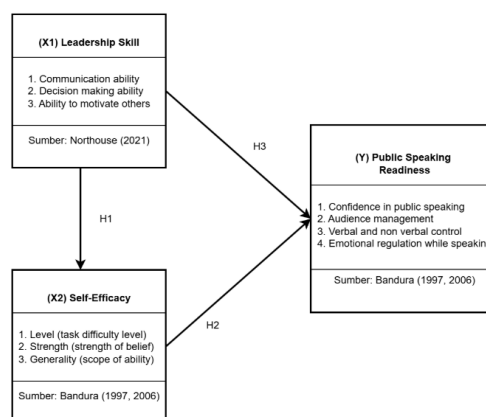 (X1) Leadership Skill
1. Communication ability
2. Decision making ability
3. Ability to motivate others
Sumber: Northouse (2021)
H3
(Y) Public Speaking
Readiness
1. Confidence in public speaking
2. Audience management
3. Verbal and non verbal control
4. Emotional regulation while speakin
Sumber: Bandura (1997, 2006)
H1
H2
(X2) Self-Efficacy
1. Level (task difficulty level)
2. Strength (strength of belief)
3. Generality (scope of ability)
Sumber: Bandura (1997, 2006)